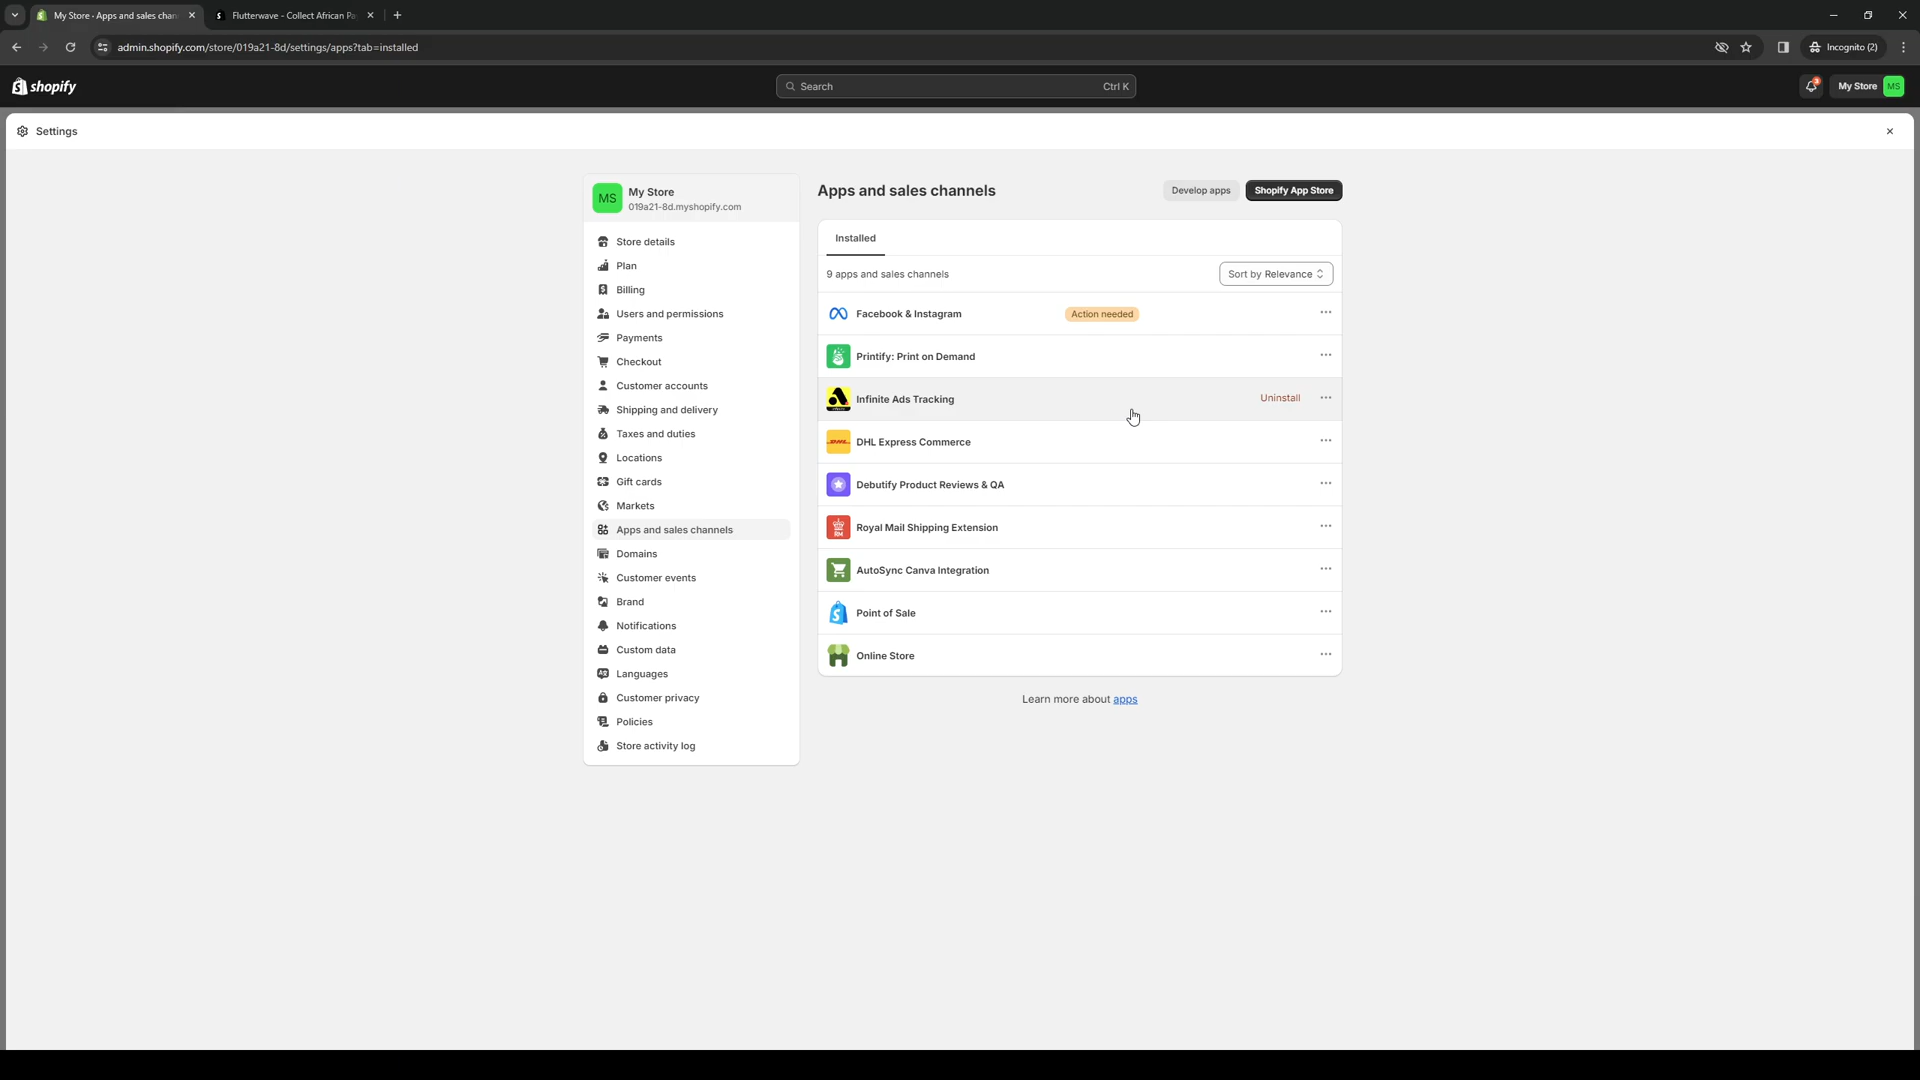 My Store · Apps and sales chan
Flutterwave - Collect African Pa
admin.shopify.com/store/019a21-8d/settings/apps?tab=installed
Incognito (2)
shopify
Search
Ctrl K
3
My Store
MS
Settings
MS
My Store
019a21-8d.myshopify.com
Store details
Plan
Billing
Users and permissions
Payments
Checkout
Customer accounts
Shipping and delivery
Taxes and duties
Locations
Gift cards
Markets
Apps and sales channels
Domains
Customer events
Brand
Notifications
Custom data
Languages
Customer privacy
Policies
Store activity log
Apps and sales channels
Develop apps
Shopify App Store
Installed
9 apps and sales channels
Sort by Relevance
Facebook & Instagram
Action needed
Printify: Print on Demand
Infinite Ads Tracking
Uninstall
DHL Express Commerce
Debutify Product Reviews & QA
RM
Royal Mail Shipping Extension
AutoSync Canva Integration
Point of Sale
Online Store
Learn more about apps